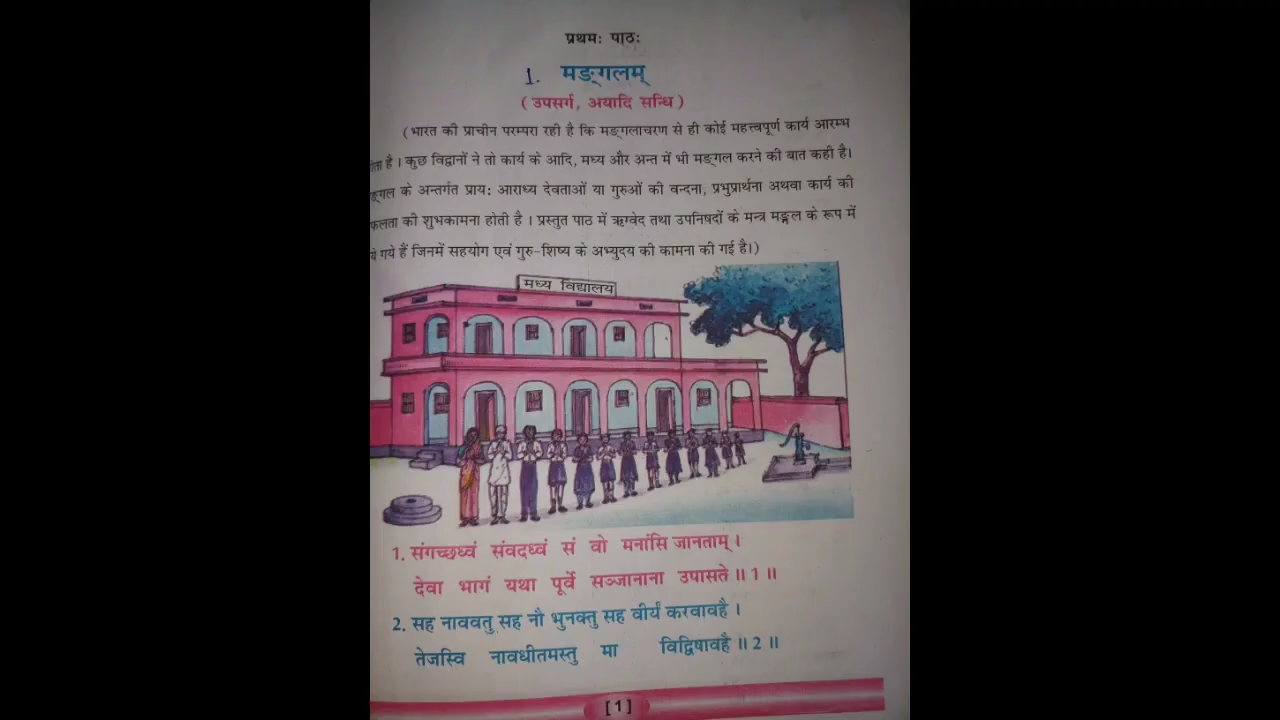 प्रथमः पाठः
1. मङ्गलम्
( उपसर्ग, अयादि सन्धि )
(भारत की प्राचीन परम्परा रही है कि मङ्गलाचरण से ही कोई महत्त्वपूर्ण कार्य आरम्भ
है । कुछ विद्वानों ने तो कार्य के आदि, मध्य और अन्त में भी मङ्गल करने की बात कही है।
के अन्तर्गत प्रायः आराध्य देवताओं या गुरुओं की वन्दना, प्रभुप्रार्थना अथवा कार्य की
की शुभकामना होती है । प्रस्तुत पाठ में ऋग्वेद तथा उपनिषदों के मन्त्र मङ्गल के रूप में
गये हैं जिनमें सहयोग एवं गुरु-शिष्य के अभ्युदय की कामना की गई है।)
मध्य विद्यालय
1. संगच्छध्वं संवदध्वं सं वो मनांसि जानताम् ।
देवा भागं यथा पूर्वे सञ्जानाना उपासते ॥ 1 ॥
2. सह नाववतु सह नौ भुनक्तु सह वीर्यं करवावहै ।
तेजस्वि नावधीतमस्तु मा विद्विषावहै ॥ 2 ॥
[ 1 ]